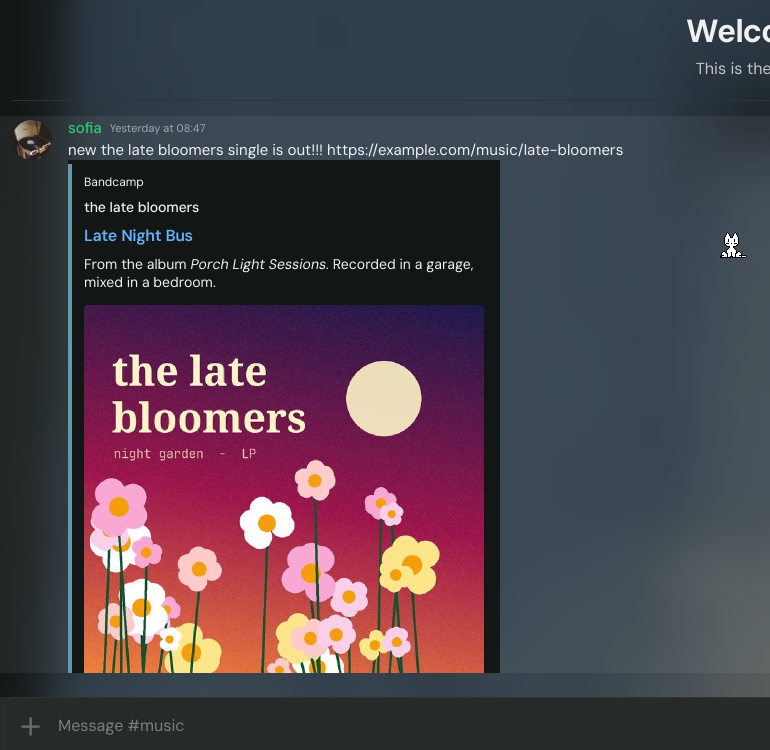 Welco
This is the
sofia Yesterday at 08:47
new the late bloomers single is out!!! https://example.com/music/late-bloomers
Bandcamp
the late bloomers
Late Night Bus
From the album Porch Light Sessions. Recorded in a garage,
mixed in a bedroom.
the late
bloomers
night garden - LP
Message #music